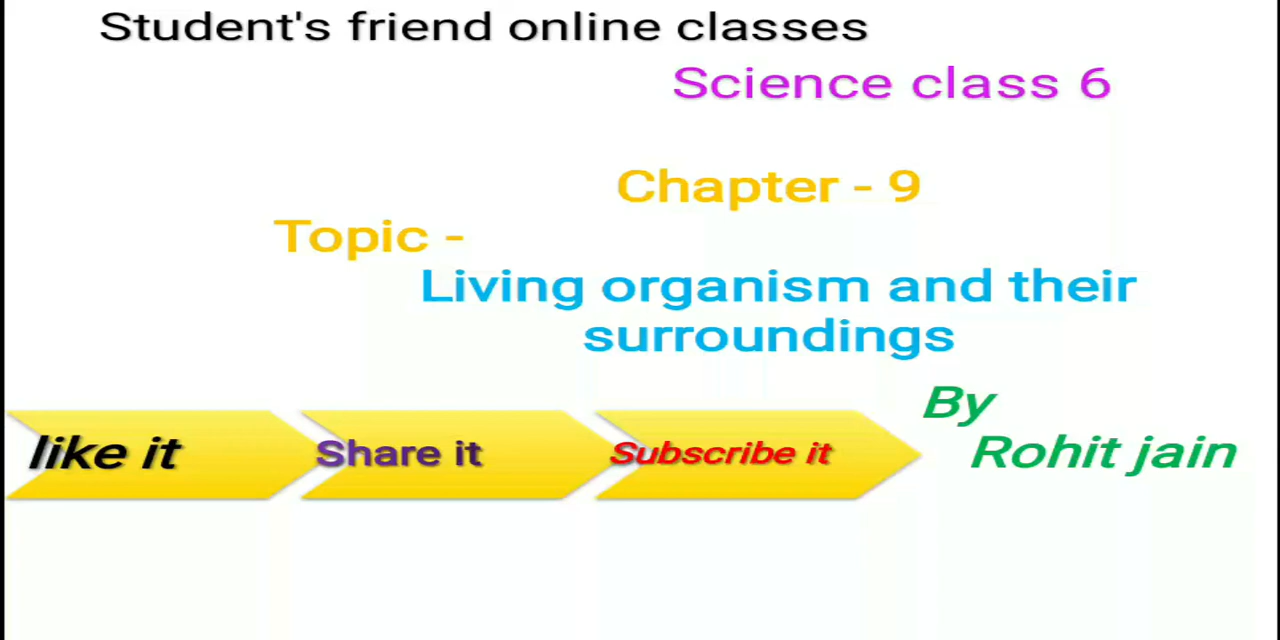 Student's friend online classes
Science class 6
Chapter - 9
Topic -
Living organism and their
surroundings
By
Rohit jain
like it
Share it
Subscribe it